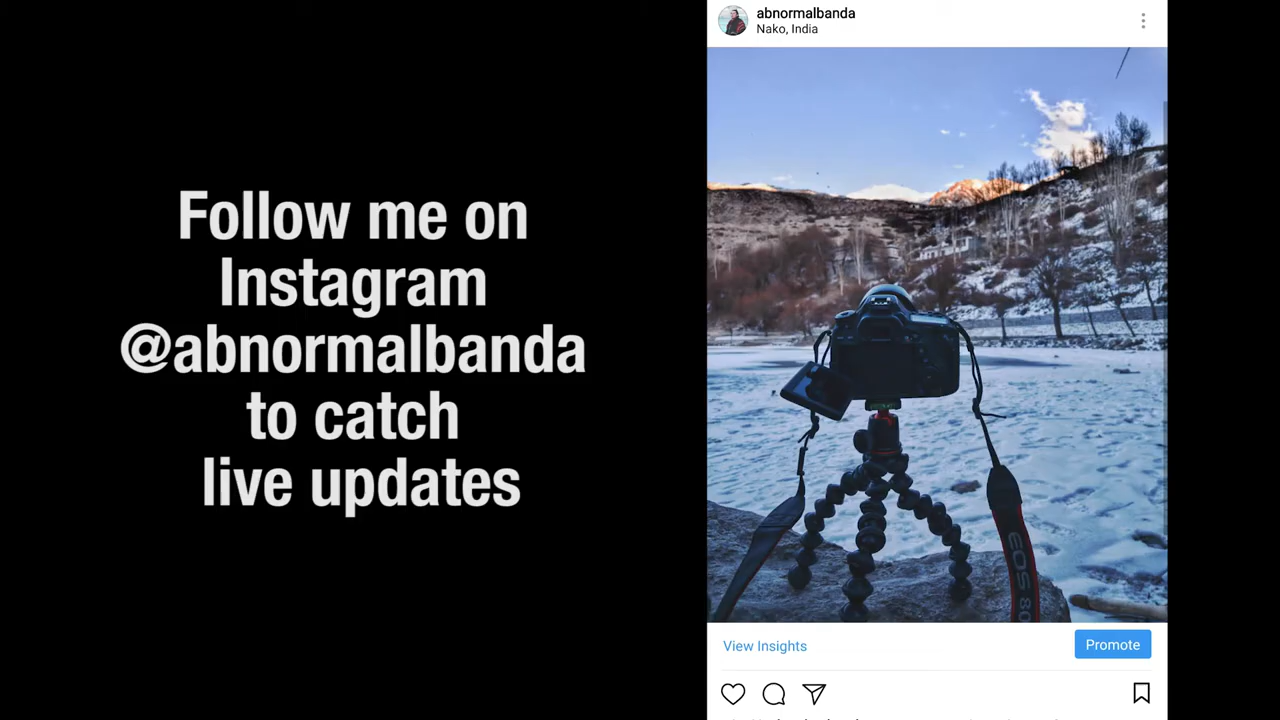 Follow me on
Instagram
@abnormalbanda
to catch
live updates
abnormalbanda
Nako, India
EOS 80
View Insights
Promote